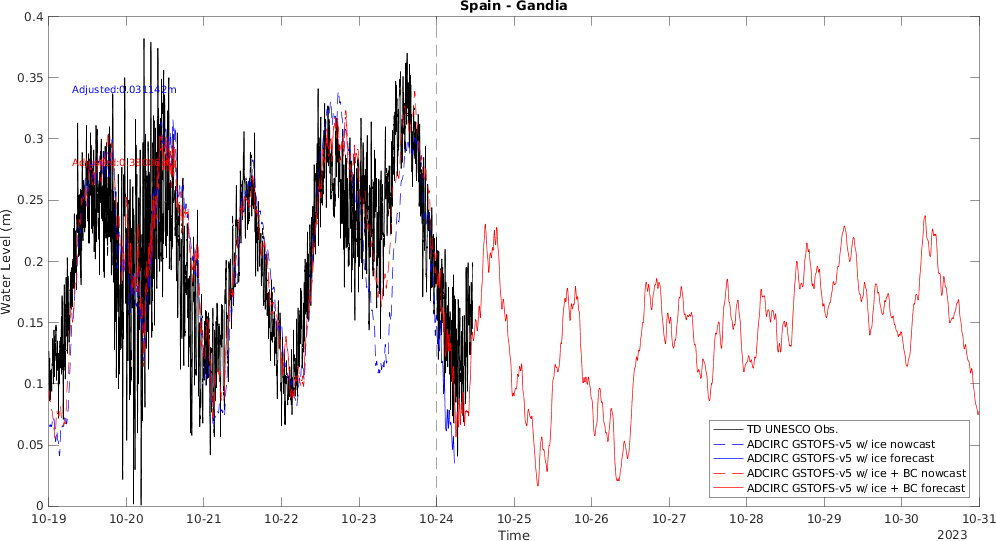 Spain - Gandia
0.4
0.35
0.3
0.25
0.2
0.15
0.1
0.05
0
Water Level (m)
Adjusted:0.031142m
10-19
10-20
10-21
10-22
10-23
10-24
10-25
10-26
10-27
10-28
10-29
10-30
10-31
Time
2023
TD UNESCO Obs.
ADCIRC GSTOFS-v5 w/ ice nowcast
ADCIRC GSTOFS-v5 w/ ice forecast
ADCIRC GSTOFS-v5 w/ ice + BC nowcast
ADCIRC GSTOFS-v5 w/ ice + BC forecast